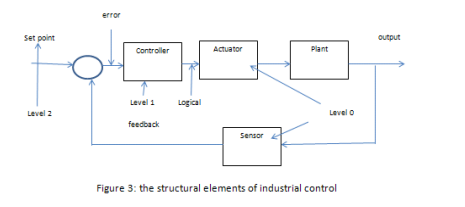 error
Set point
output
Controller
Actuator
Plant
Level 2
Level 1
Logical
Level 0
feedback
Sensor
Figure 3: the structural elements of industrial control